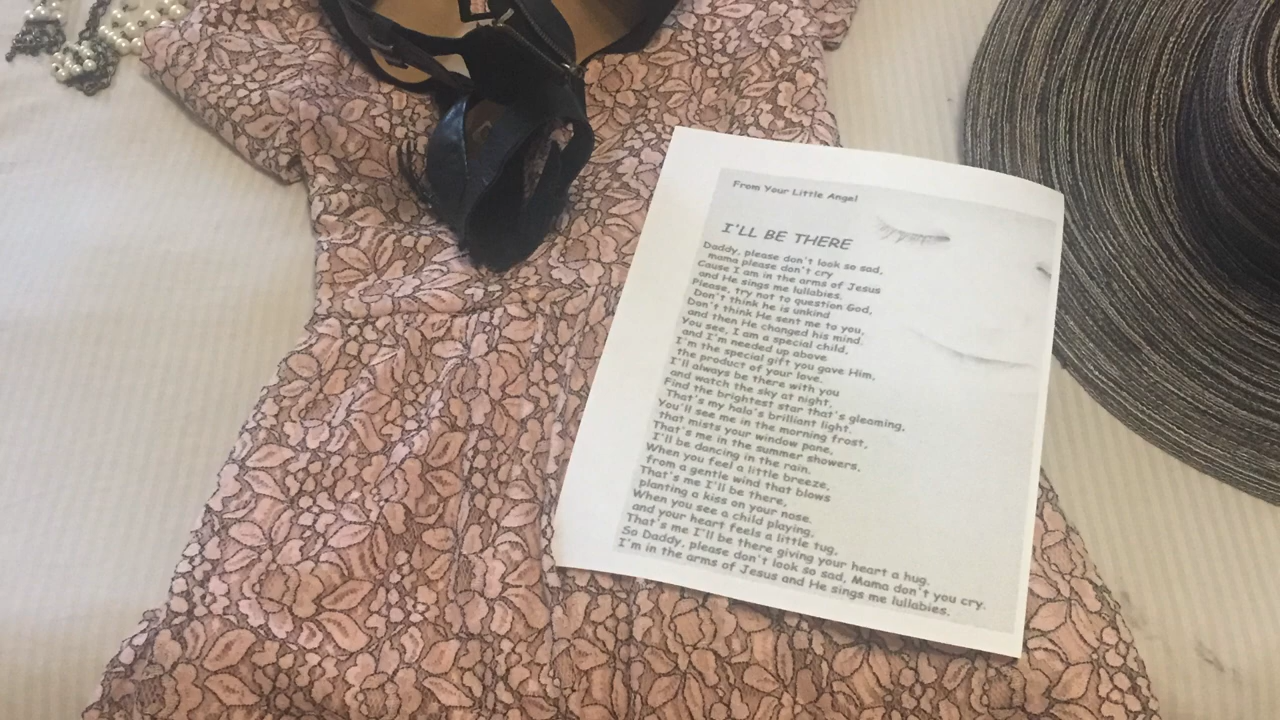 From Your Little Angel
I'LL BE THERE
Daddy, please don't look so sad,
mama please don't cry
Cause I am in the arms of Jesus
and He sings me lullabies.
Please, try not to question God,
Don't think he is unkind
Don't think He sent me to you,
and then He changed his mind.
You see, I am a special child,
and I'm needed up above
I'm the special gift you gave Him,
the product of your love.
I'll always be there with you
and watch the sky at night,
Find the brightest star that's gleaming,
That's my halo's brilliant light.
You'll see me in the morning frost,
that mists your window pane,
That's me in the summer showers,
I'll be dancing in the rain.
When you feel a little breeze,
from a gentle wind that blows
That's me I'll be there,
planting a kiss on your nose.
When you see a child playing,
and your heart feels a little tug,
That's me I'll be there giving your heart a hug.
So Daddy, please don't look so sad, Mama don't you cry.
I'm in the arms of Jesus and He sings me lullabies.